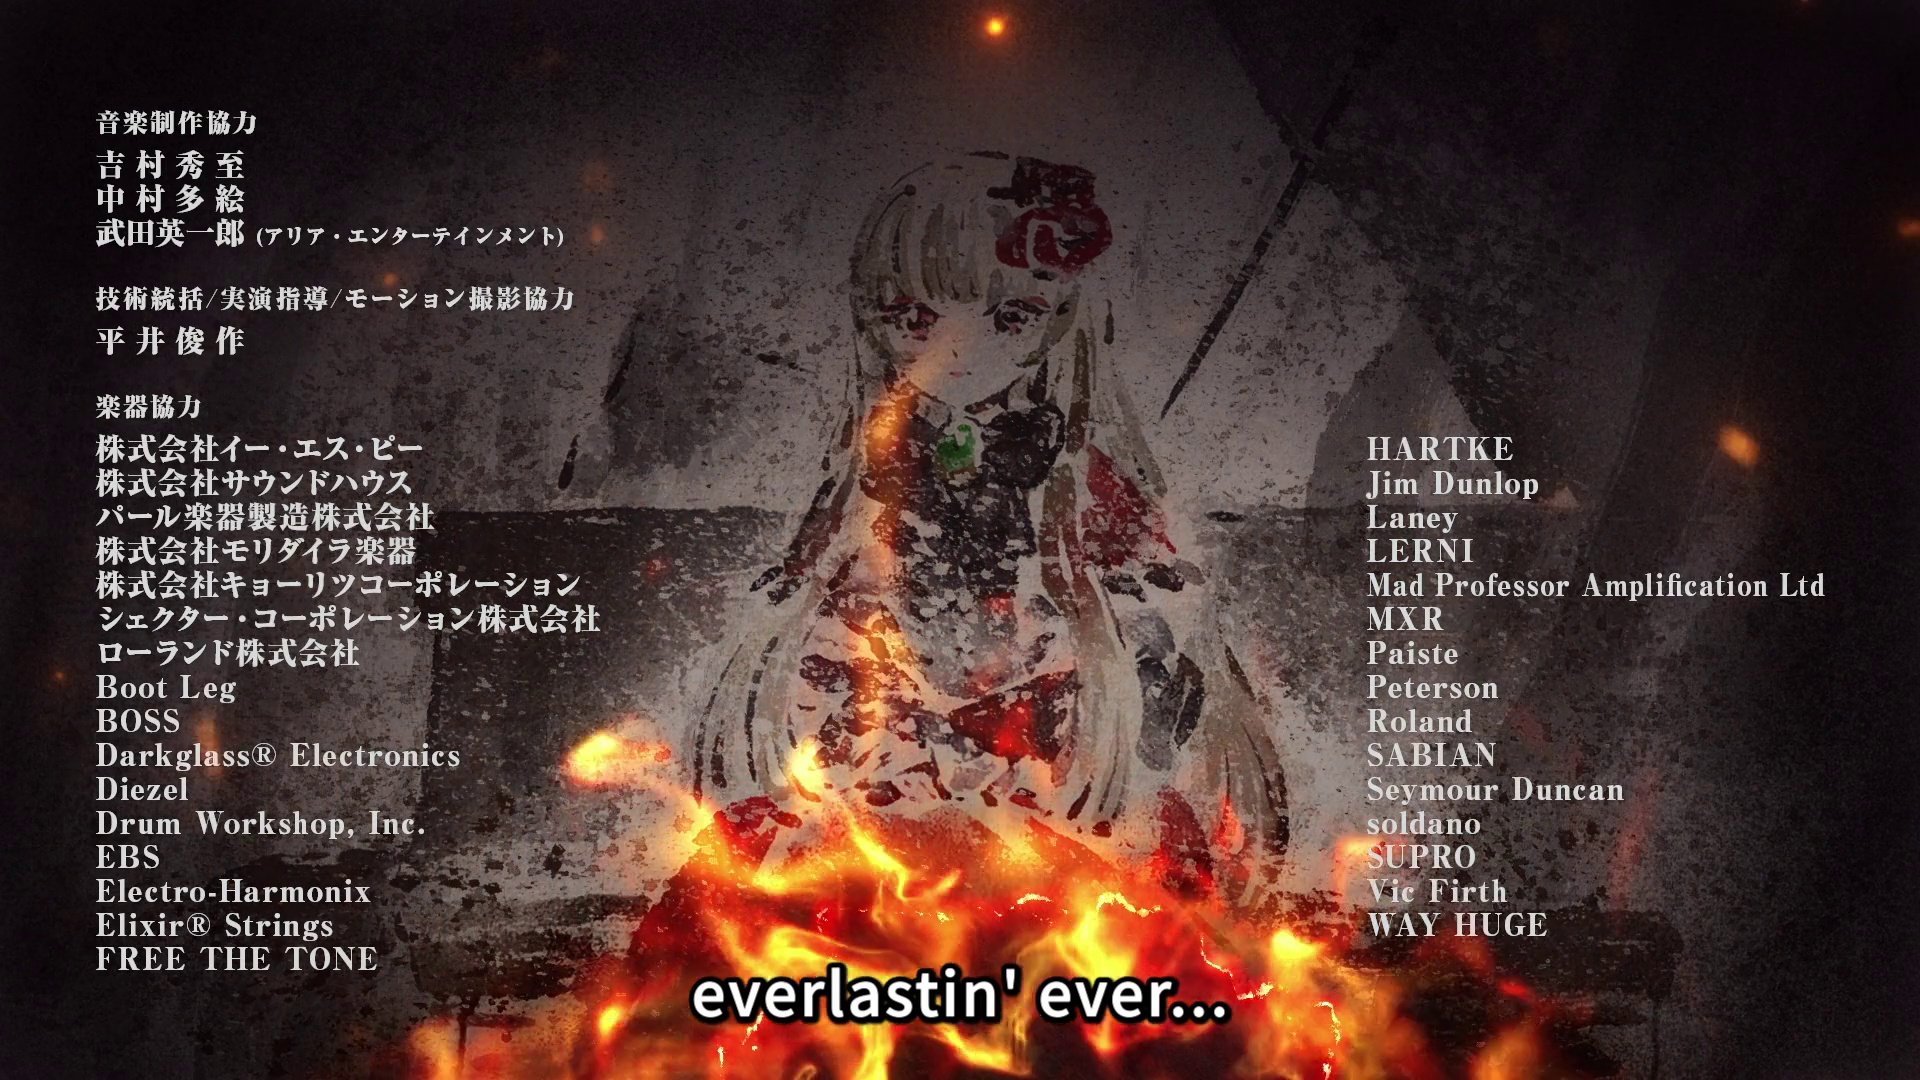 音楽制作協力
吉村秀至
中村多絵
武田英一郎 (アリア・エンターテインメント)
技術統括/実演指導/モーション撮影協力
平井俊作
楽器協力
株式会社イー・エス・ピー
株式会社サウンドハウス
パール楽器製造株式会社
株式会社モリダイラ楽器
株式会社キョーリツコーポレーション
シェクター・コーポレーション株式会社
ローランド株式会社
Boot Leg
BOSS
Darkglass® Electronics
Diezel
Drum Workshop, Inc.
EBS
Electro-Harmonix
Elixir® Strings
FREE THE TONE
HARTKE
Jim Dunlop
Laney
LERNI
Mad Professor Amplification Ltd
MXR
Paiste
Peterson
Roland
SABIAN
Seymour Duncan
soldano
SUPRO
Vic Firth
WAY HUGE
everlastin' ever...